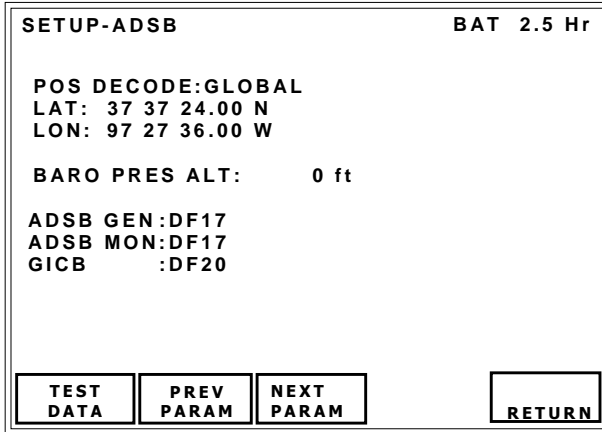 SETUP-ADSB BAT 2.5 Hr
POS DECODE:GLOBAL
LAT: 37 37 24.00 N
LON: 97 27 36.00 W
BARO PRES ALT: 0 ft
ADSB GEN:DF17
ADSB MON:DF17
GICB :DF20
TEST DATA
PREV PARAM
NEXT PARAM
RETURN